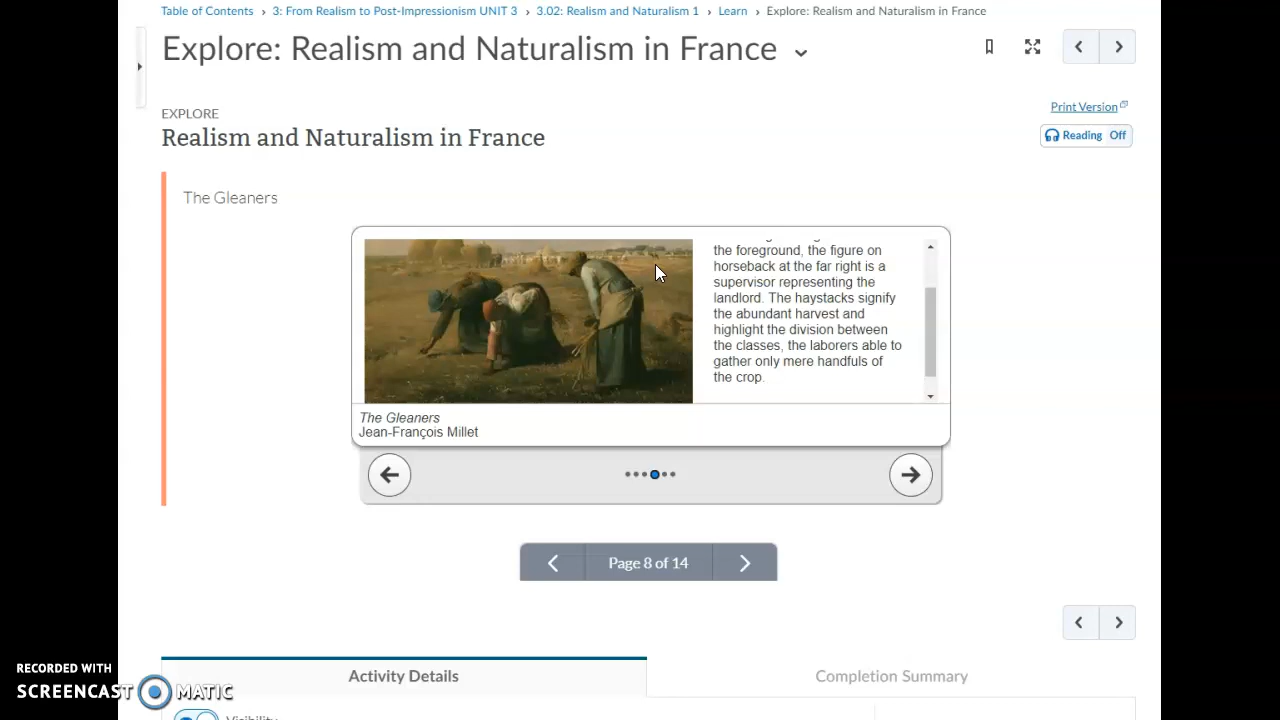 Table of Contents › 3: From Realism to Post-Impressionism UNIT 3 › 3.02: Realism and Naturalism 1 › Learn › Explore: Realism and Naturalism in France
Explore: Realism and Naturalism in France
EXPLORE
Print Version
Realism and Naturalism in France
Reading Off
The Gleaners
the foreground, the figure on
horseback at the far right is a
supervisor representing the
landlord. The haystacks signify
the abundant harvest and
highlight the division between
the classes, the laborers able to
gather only mere handfuls of
the crop.
The Gleaners
Jean-François Millet
Page 8 of 14
RECORDED WITH
SCREENCAST MATIC
Activity Details
Completion Summary
Visibility